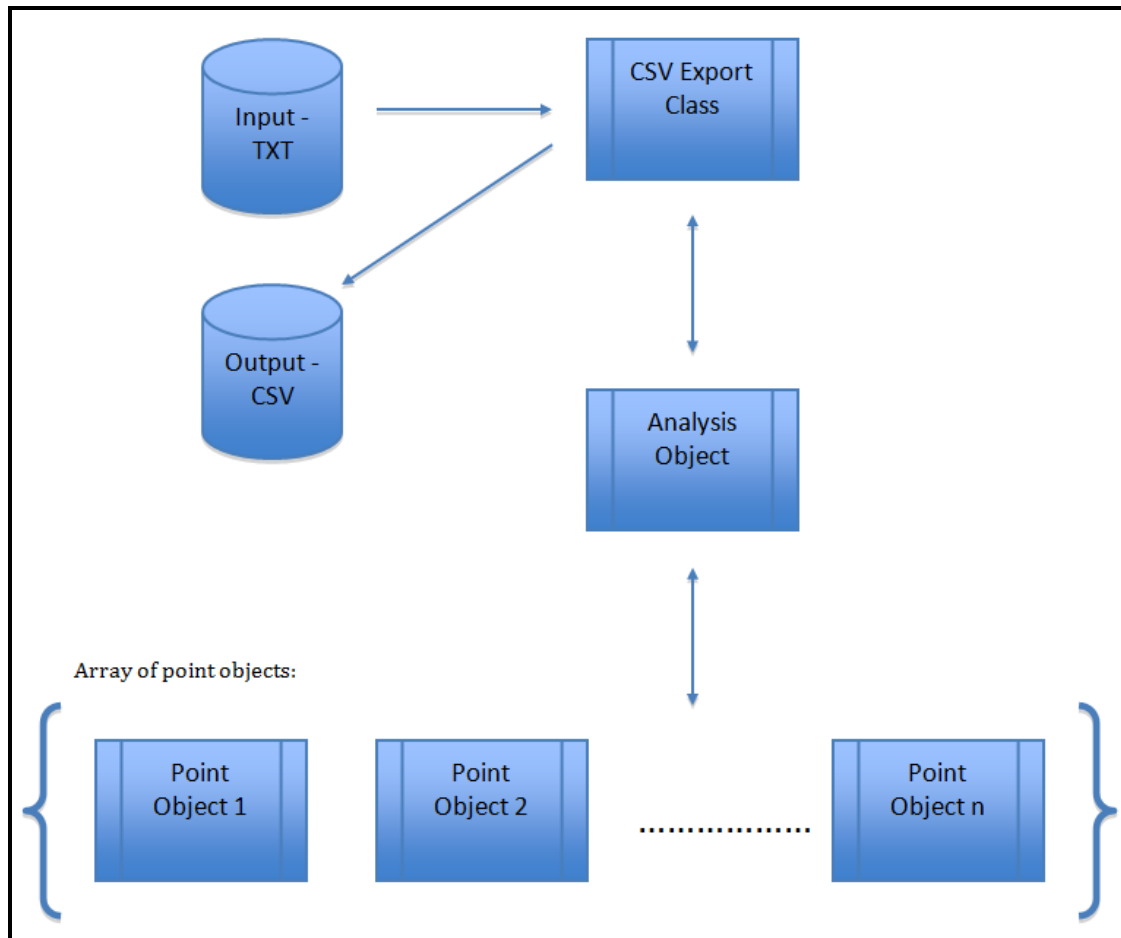 Input -
TXT
CSV Export
Class
Output -
CSV
Analysis
Object
Array of point objects:
Point
Object 1
Point
Object 2
………………
Point
Object n